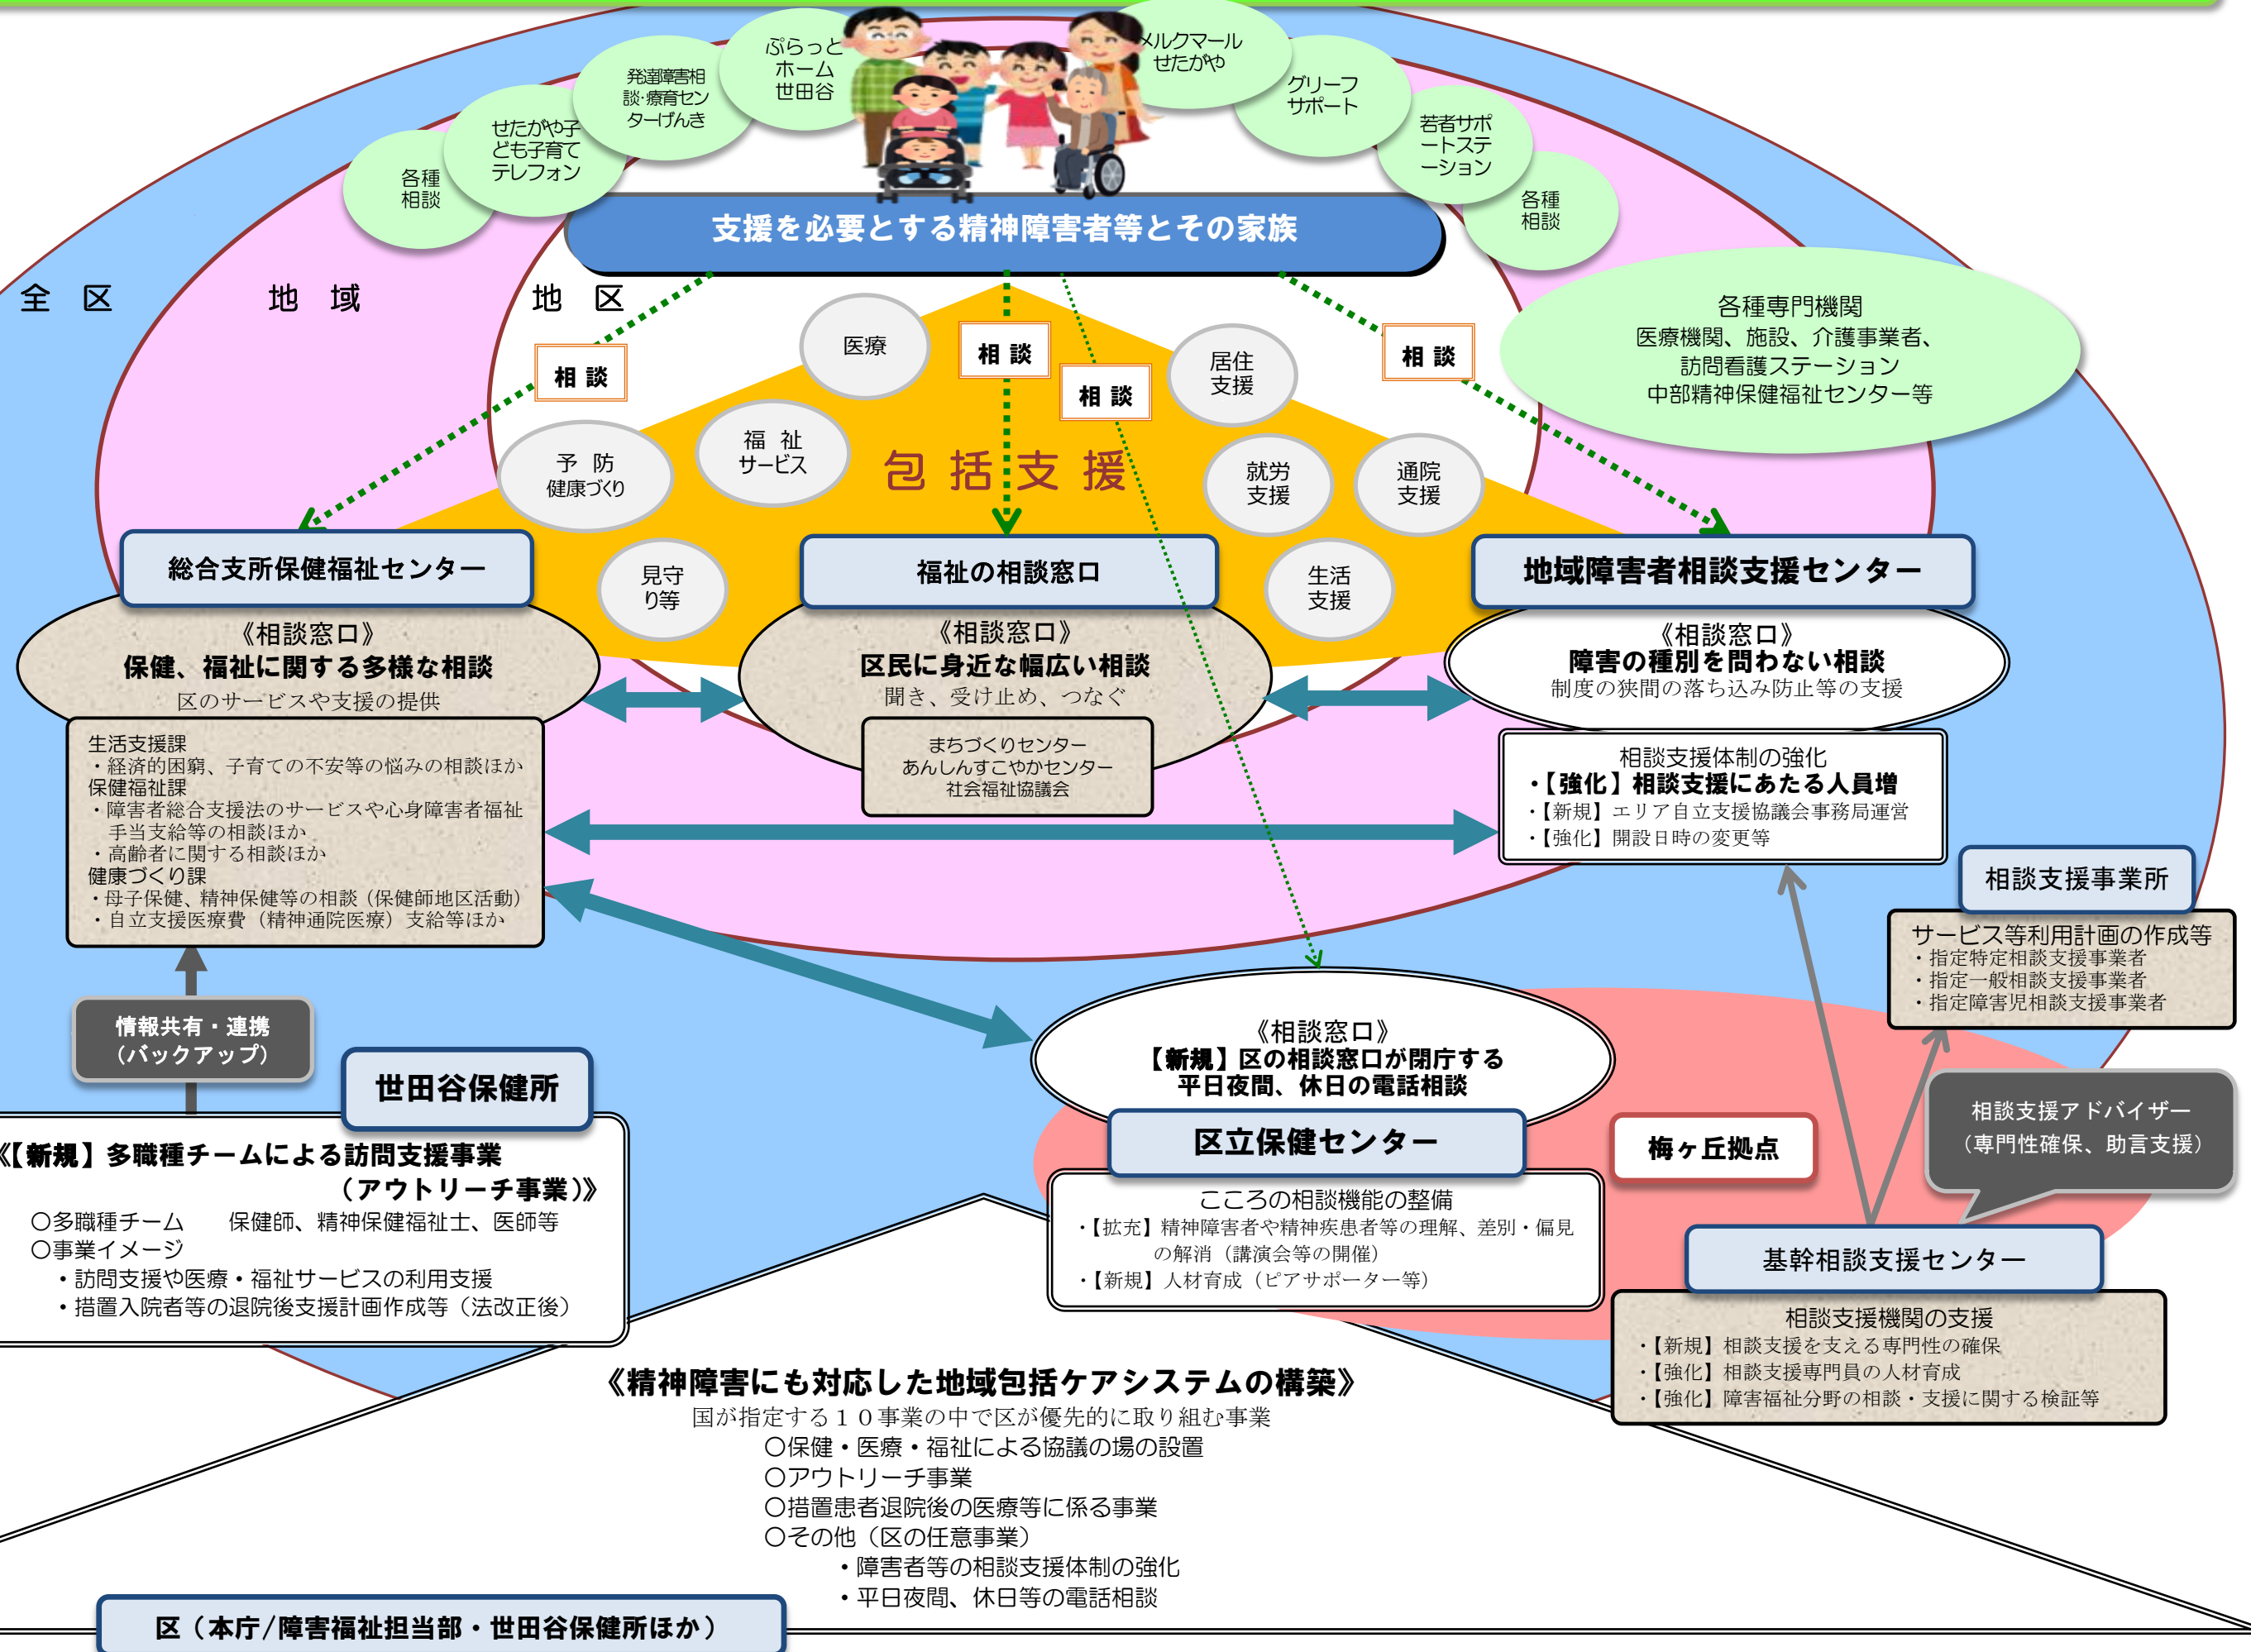 ぷらっと
ホーム
世田谷
メルクマール
せたがや
発達障害相
談・療育セン
ターげんき
グリーフ
サポート
せたがや子
ども子育て
テレフォン
若者サポ
ートステ
ーション
各種
相談
各種
相談
支援を必要とする精神障害者等とその家族
全 区
地 域
地 区
各種専門機関
医療機関、施設、介護事業者、
訪問看護ステーション
中部精神保健福祉センター等
相 談
相 談
相 談
相 談
医療
居住
支援
福 祉
サービス
予 防
健康づくり
包 括 支 援
就労
支援
通院
支援
見守
り等
生活
支援
総合支所保健福祉センター
《相談窓口》
保健、福祉に関する多様な相談
区のサービスや支援の提供
生活支援課
・経済的困窮、子育ての不安等の悩みの相談ほか
保健福祉課
・障害者総合支援法のサービスや心身障害者福祉
手当支給等の相談ほか
・高齢者に関する相談ほか
健康づくり課
・母子保健、精神保健等の相談（保健師地区活動）
・自立支援医療費（精神通院医療）支給等ほか
福祉の相談窓口
《相談窓口》
区民に身近な幅広い相談
聞き、受け止め、つなぐ
まちづくりセンター
あんしんすこやかセンター
社会福祉協議会
地域障害者相談支援センター
《相談窓口》
障害の種別を問わない相談
制度の狭間の落ち込み防止等の支援
相談支援体制の強化
・【強化】相談支援にあたる人員増
・【新規】エリア自立支援協議会事務局運営
・【強化】開設日時の変更等
相談支援事業所
サービス等利用計画の作成等
・指定特定相談支援事業者
・指定一般相談支援事業者
・指定障害児相談支援事業者
情報共有・連携
（バックアップ）
世田谷保健所
《【新規】多職種チームによる訪問支援事業
（アウトリーチ事業）》
○多職種チーム 保健師、精神保健福祉士、医師等
○事業イメージ
・訪問支援や医療・福祉サービスの利用支援
・措置入院者等の退院後支援計画作成等（法改正後）
《相談窓口》
【新規】区の相談窓口が閉庁する
平日夜間、休日の電話相談
区立保健センター
こころの相談機能の整備
・【拡充】精神障害者や精神疾患者等の理解、差別・偏見
の解消（講演会等の開催）
・【新規】人材育成（ピアサポーター等）
梅ヶ丘拠点
相談支援アドバイザー
（専門性確保、助言支援）
基幹相談支援センター
相談支援機関の支援
・【新規】相談支援を支える専門性の確保
・【強化】相談支援専門員の人材育成
・【強化】障害福祉分野の相談・支援に関する検証等
《精神障害にも対応した地域包括ケアシステムの構築》
国が指定する１０事業の中で区が優先的に取り組む事業
○保健・医療・福祉による協議の場の設置
○アウトリーチ事業
○措置患者退院後の医療等に係る事業
○その他（区の任意事業）
・障害者等の相談支援体制の強化
・平日夜間、休日等の電話相談
区（本庁/障害福祉担当部・世田谷保健所ほか）